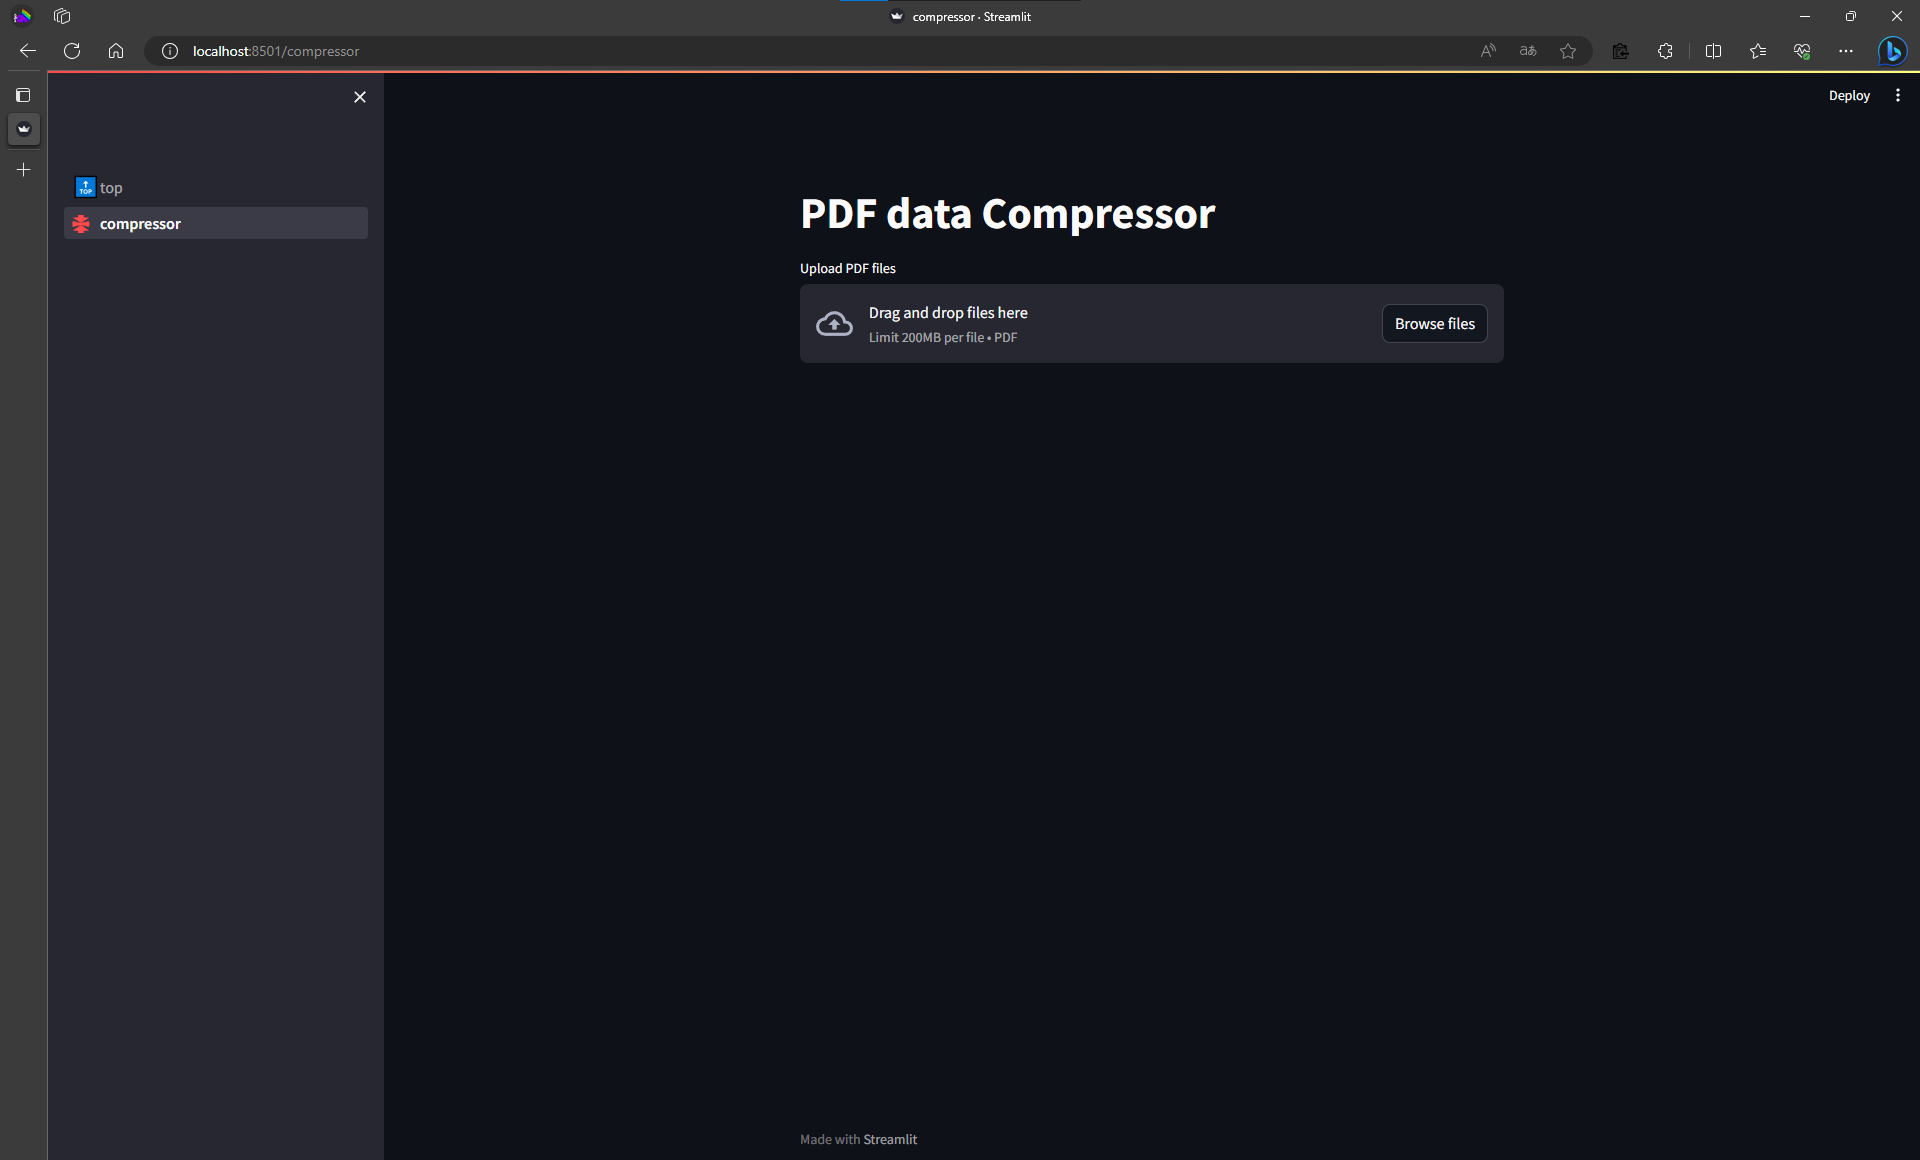 compressor · Streamlit
localhost:8501/compressor
Deploy
TOP top
compressor
PDF data Compressor
Upload PDF files
Drag and drop files here
Limit 200MB per file • PDF
Browse files
Made with Streamlit